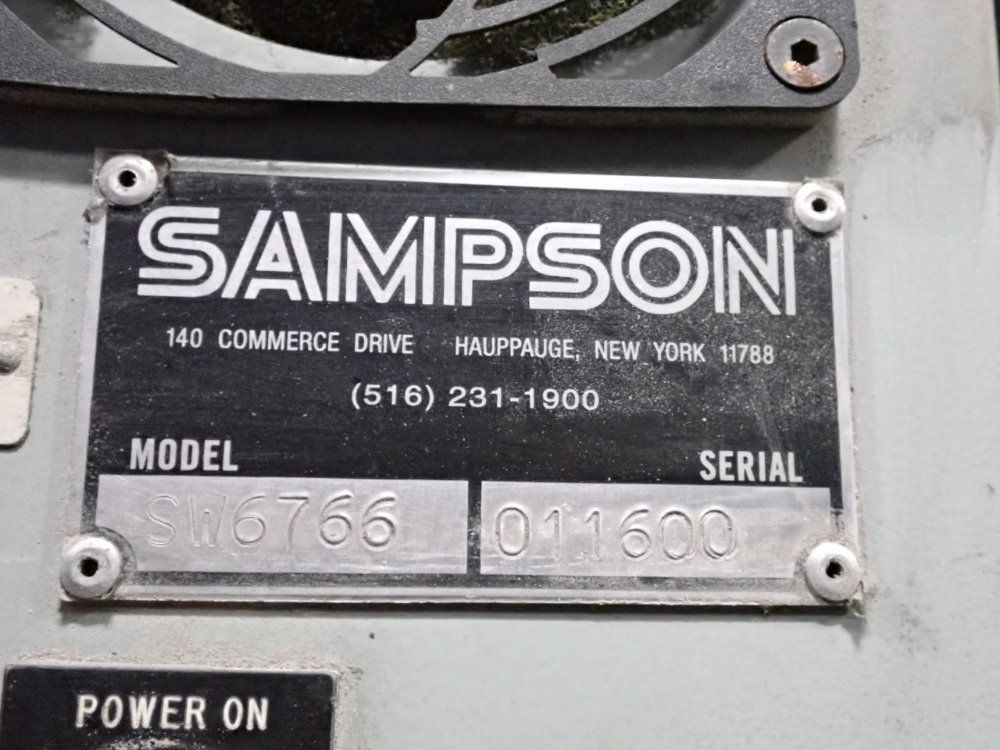 SAMPSON
140 COMMERCE DRIVE HAUPPAUGE, NEW YORK 11788
(516) 231-1900
MODEL SERIAL
SW6766 011600
POWER ON